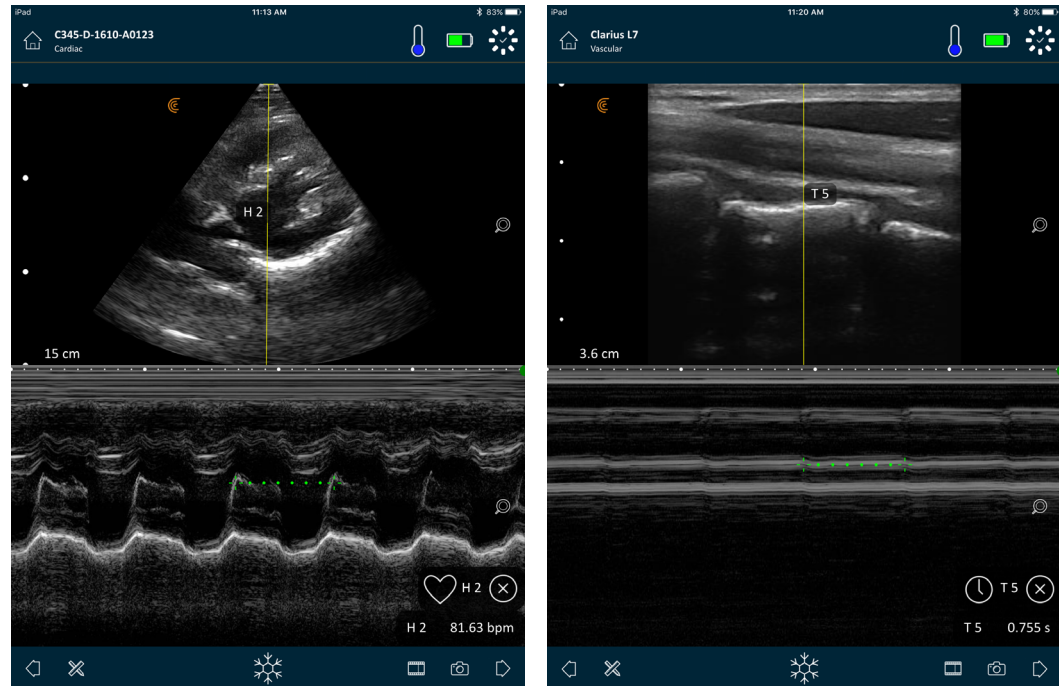 iPad 11:13 AM 83%
C345-D-1610-A0123
Cardiac
H 2
15 cm
H 2
H 2 81.63 bpm
iPad 11:20 AM 80%
Clarius L7
Vascular
T 5
3.6 cm
T 5
T 5 0.755 s